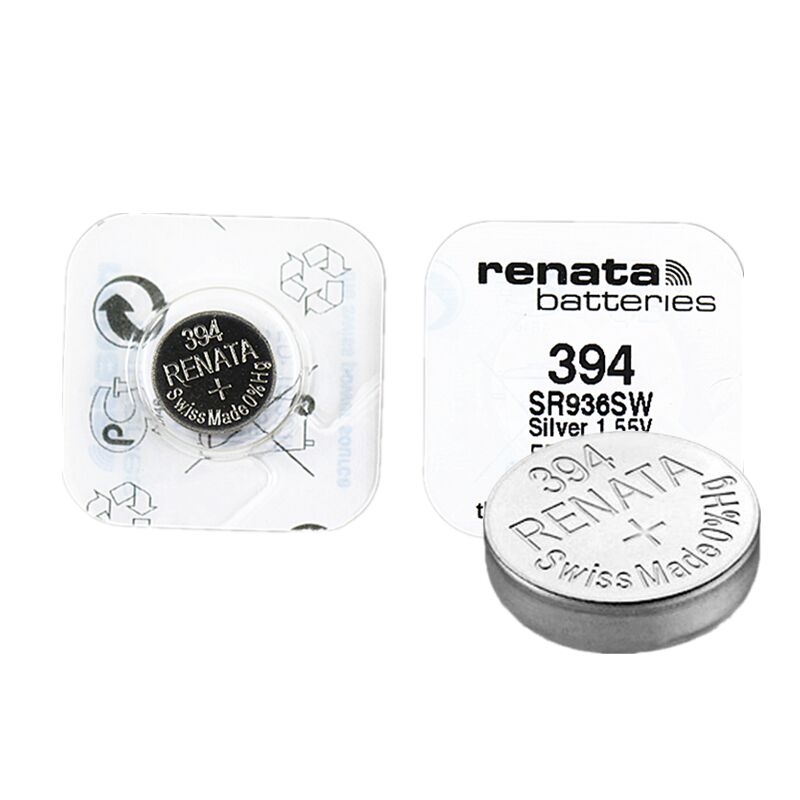 394
RENATA
+
Swiss Made 0%Hg
renata
batteries
394
SR936SW
Silver 1.55V
394
RENATA
+
Swiss Made 0%Hg